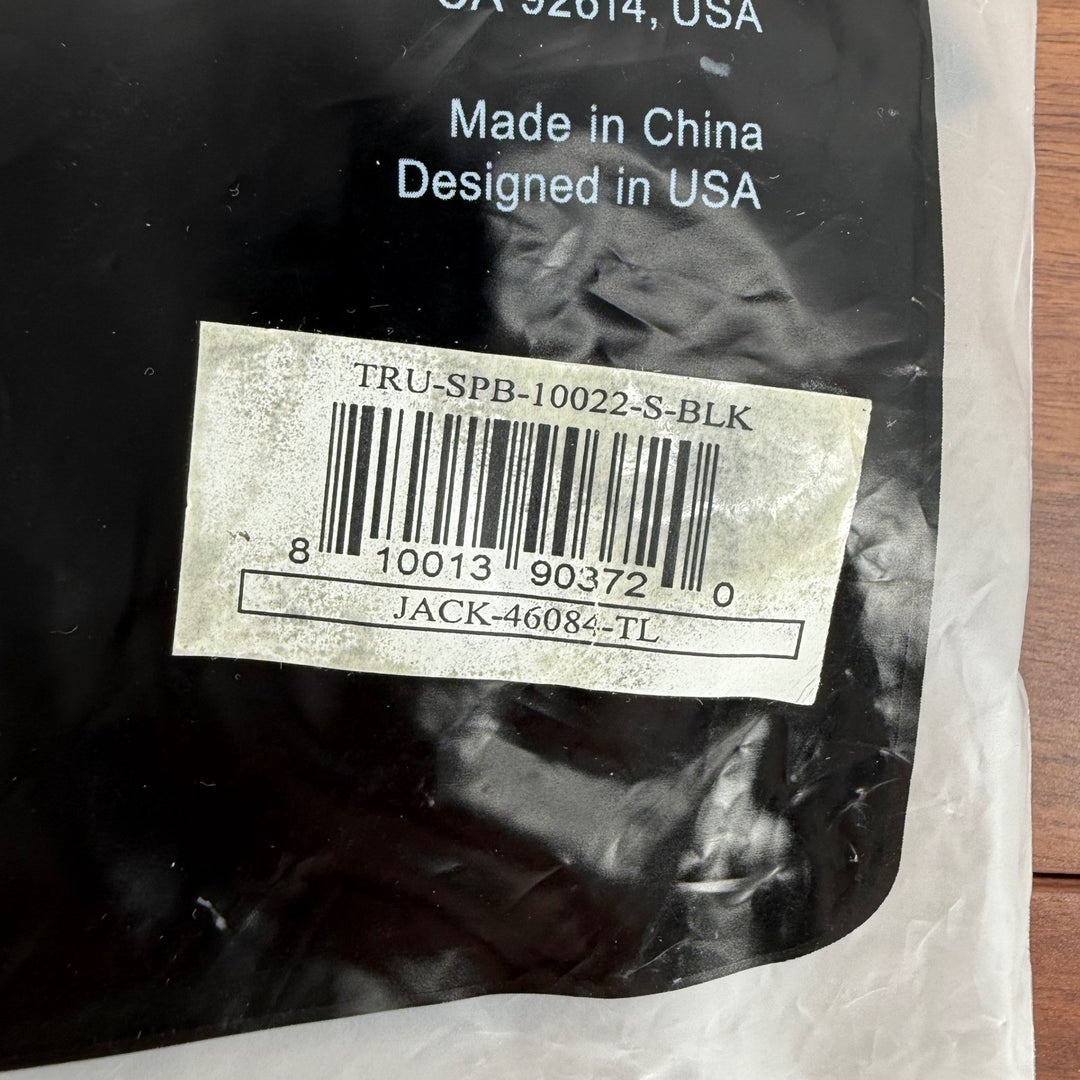 CA 92614, USA
Made in China
Designed in USA
TRU-SPB-10022-S-BLK
8 10013 90372 0
JACK-46084-TL